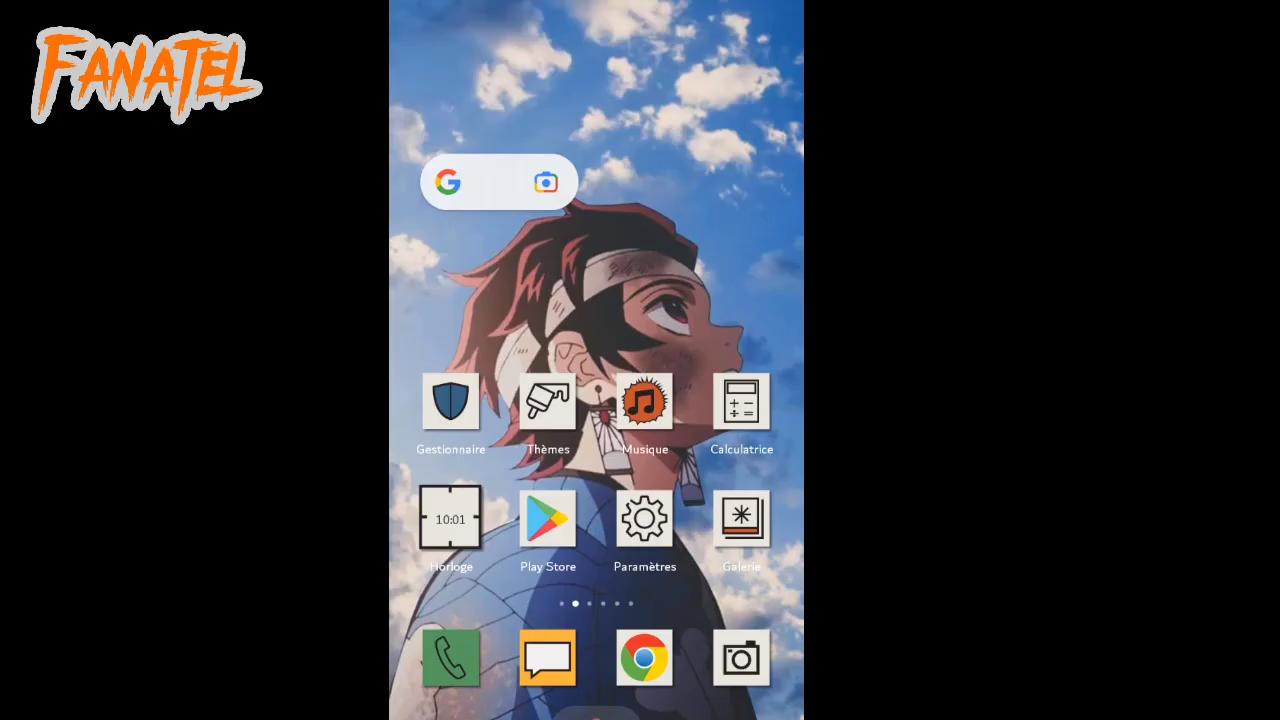 FANATEL
Gestionnaire
Thèmes
Musique
Calculatrice
10:01
Horloge
Play Store
Paramètres
Galerie